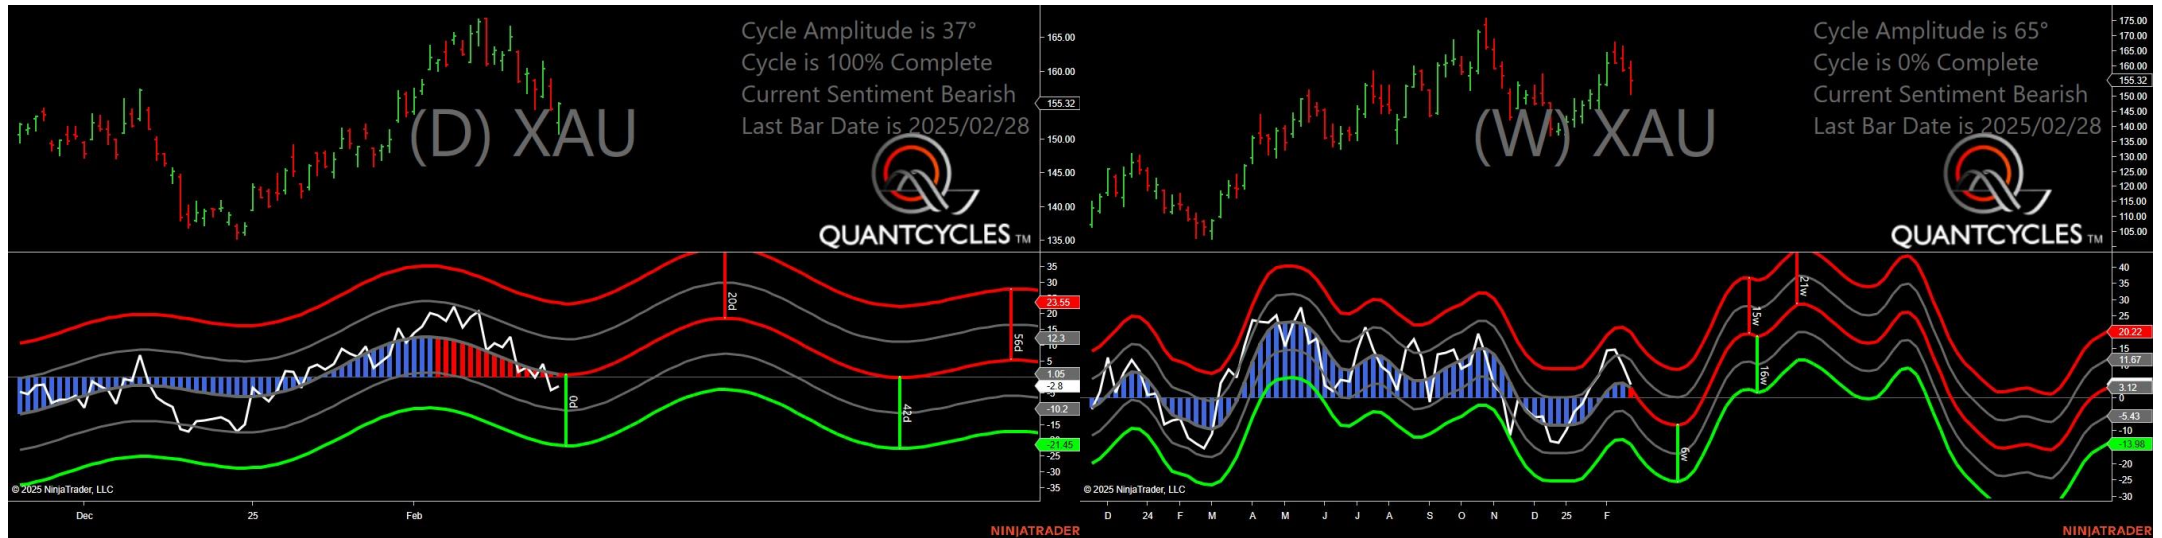 Cycle Amplitude is 37°
Cycle is 100% Complete
Current Sentiment Bearish
Last Bar Date is 2025/02/28
(D) XAU
QUANTCYCLES TM
165.00
160.00
155.32
150.00
145.00
140.00
135.00
35
30
23.55
20
15
12.3
10
5
1.05
-2.8
-5
-10.2
-15
-21.45
-25
-30
-35
0d
20d
42d
56d
© 2025 NinjaTrader, LLC
Dec
25
Feb
NINJATRADER
Cycle Amplitude is 65°
Cycle is 0% Complete
Current Sentiment Bearish
Last Bar Date is 2025/02/28
(W) XAU
QUANTCYCLES TM
175.00
170.00
165.00
160.00
155.32
150.00
145.00
140.00
135.00
130.00
125.00
120.00
115.00
110.00
105.00
40
35
30
25
20.22
15
11.67
3.12
0
-5.43
-10
-13.98
-20
-25
-30
6w
15w
16w
21w
© 2025 NinjaTrader, LLC
D
24
F
M
A
M
J
J
A
S
O
N
D
25
F
NINJATRADER